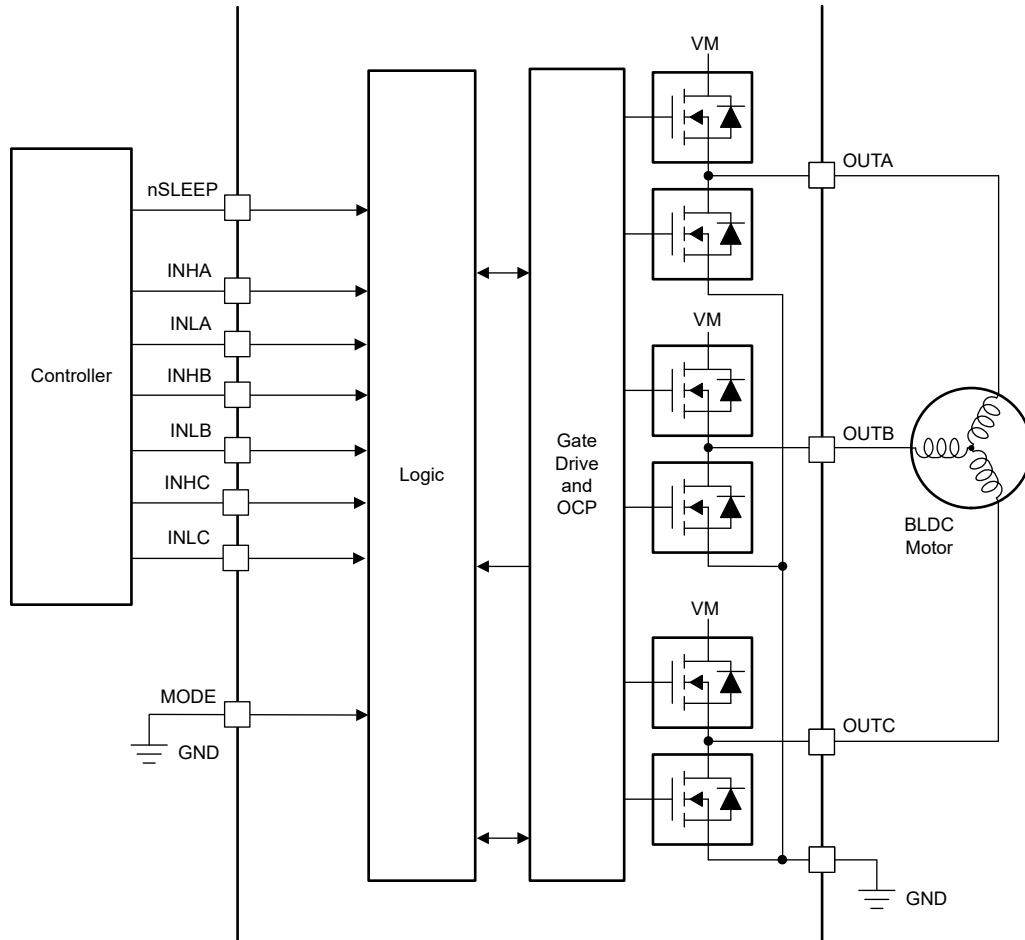 VM
OUTA
nSLEEP
INHA
INLA
VM
Controller
INHB
OUTB
INLB
Logic
Gate
Drive
and
OCP
INHC
BLDC
Motor
INLC
VM
MODE
GND
OUTC
GND